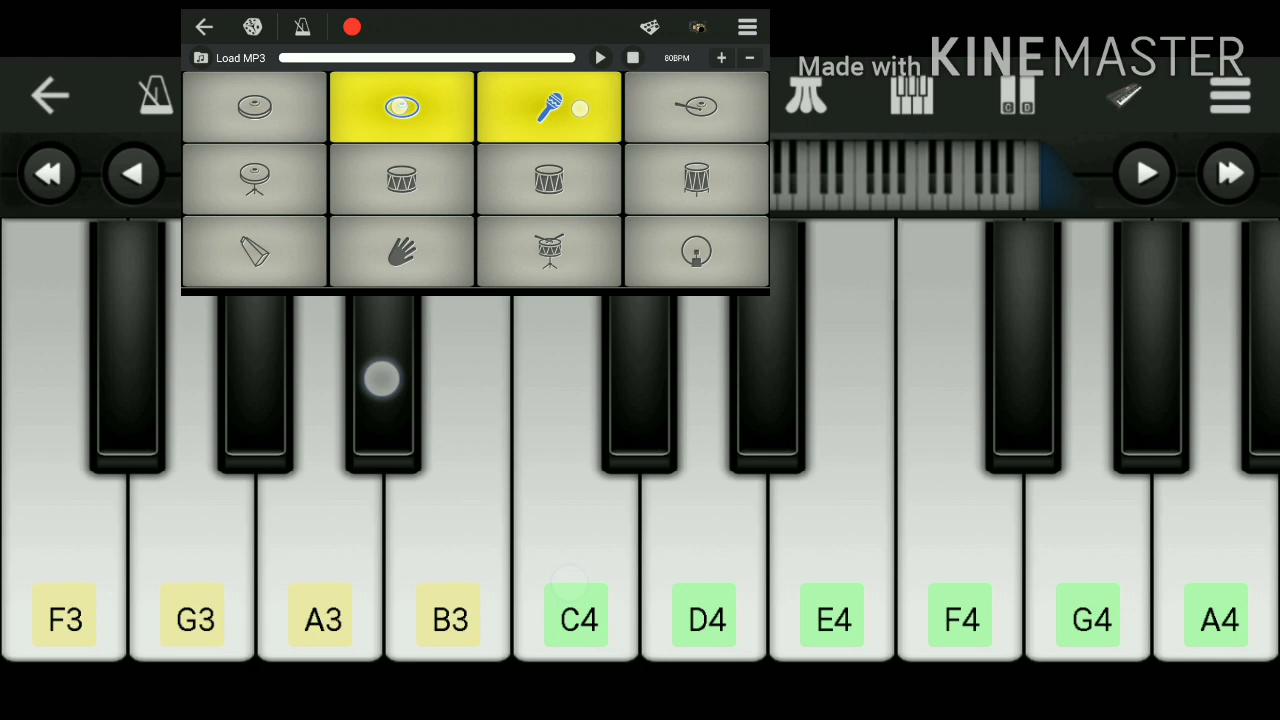 Load MP3
80BPM
+
-
Made with KINEMASTER
C D
F3 G3 A3 B3 C4 D4 E4 F4 G4 A4